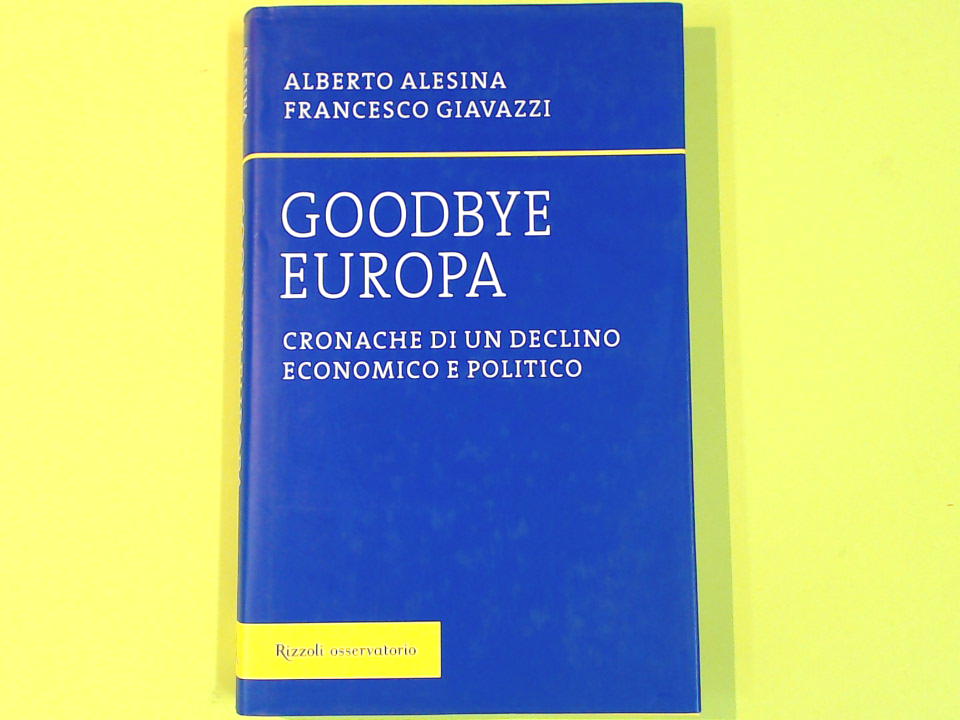 ALBERTO ALESINA
FRANCESCO GIAVAZZI
GOODBYE
EUROPA
CRONACHE DI UN DECLINO
ECONOMICO E POLITICO
Rizzoli osservatorio